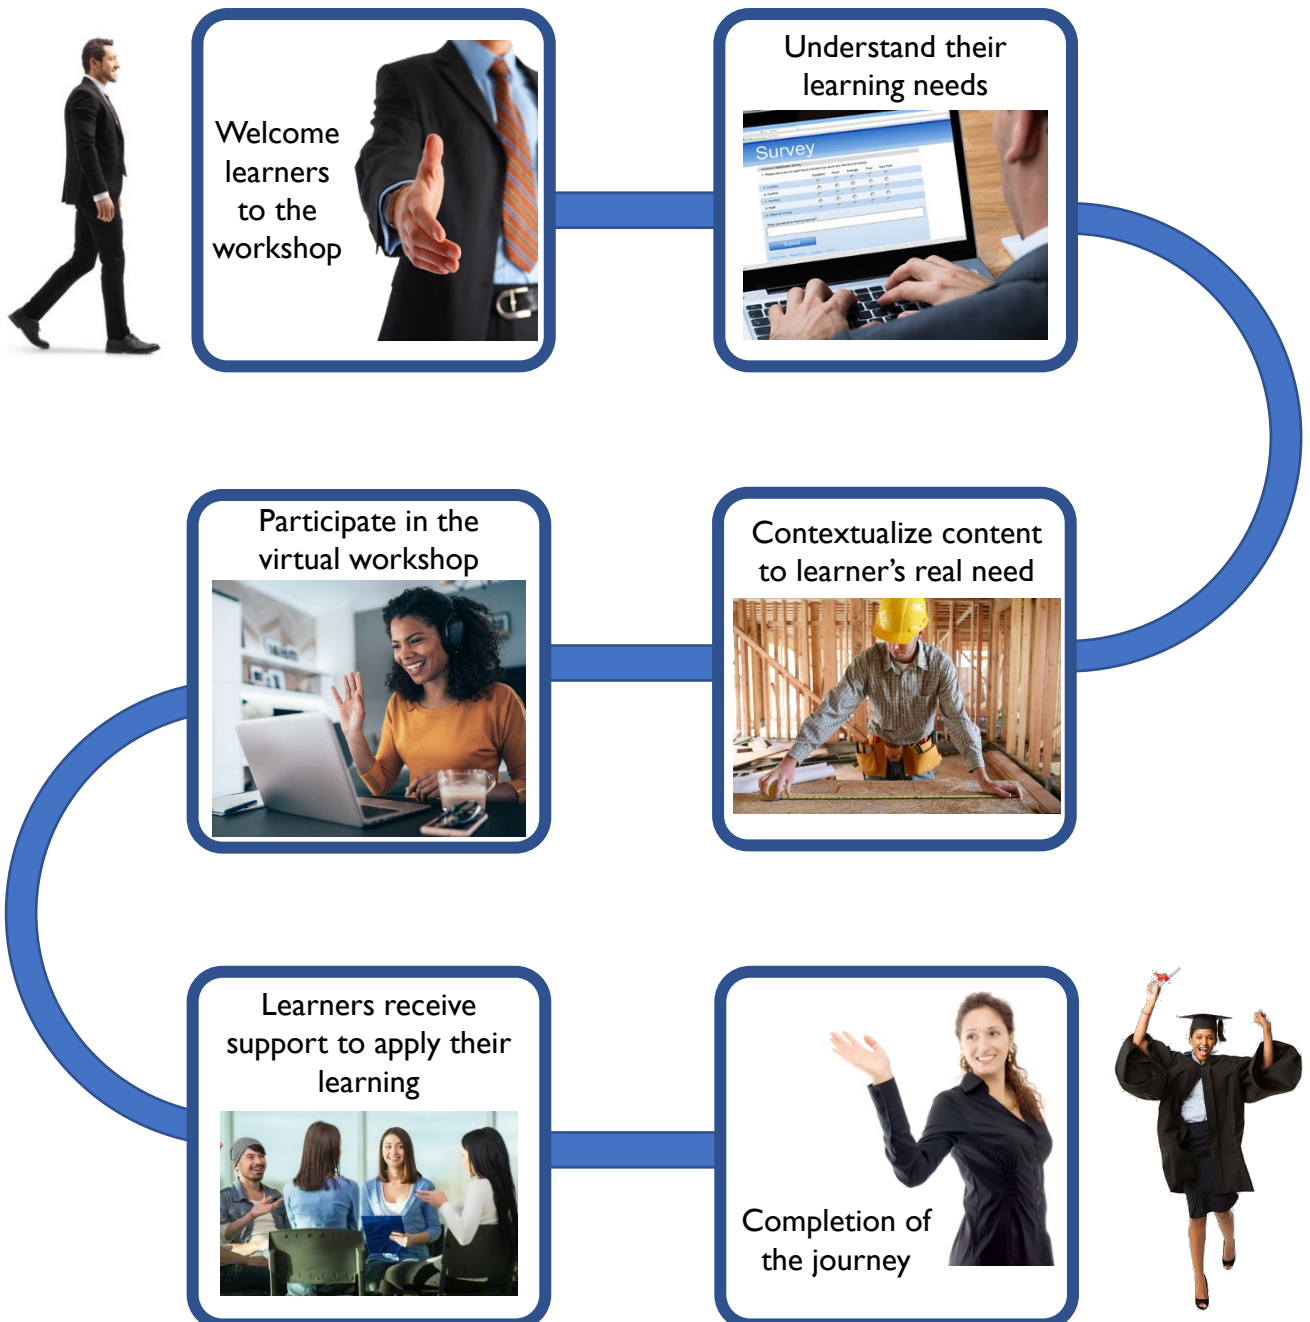 Welcome
learners
to the
workshop
Understand their
learning needs
Survey
Submit
Contextualize content
to learner’s real need
Participate in the
virtual workshop
Learners receive
support to apply their
learning
Completion of
the journey